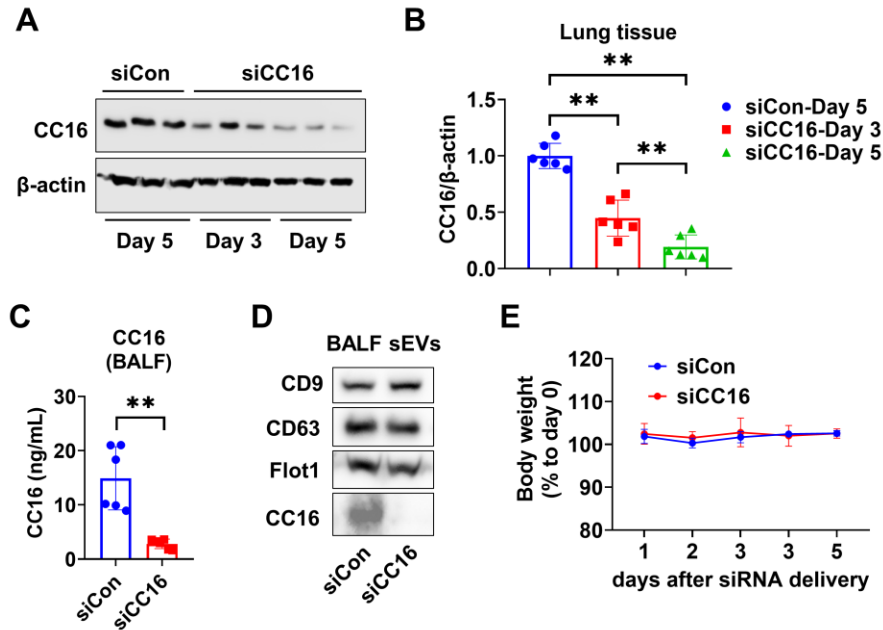 A
siCon siCC16
CC16
β-actin
Day 5 Day 3 Day 5
B
Lung tissue
**
** **
CC16/β-actin
1.0
0.5
0.0
siCon-Day 5
siCC16-Day 3
siCC16-Day 5
C
CC16
(BALF)
**
CC16 (ng/mL)
30
20
10
0
siCon
siCC16
D
BALF sEVs
CD9
CD63
Flot1
CC16
siCon
siCC16
E
siCon
siCC16
Body weight
(% to day 0)
120
110
100
90
80
1 2 3 3 5
days after siRNA delivery